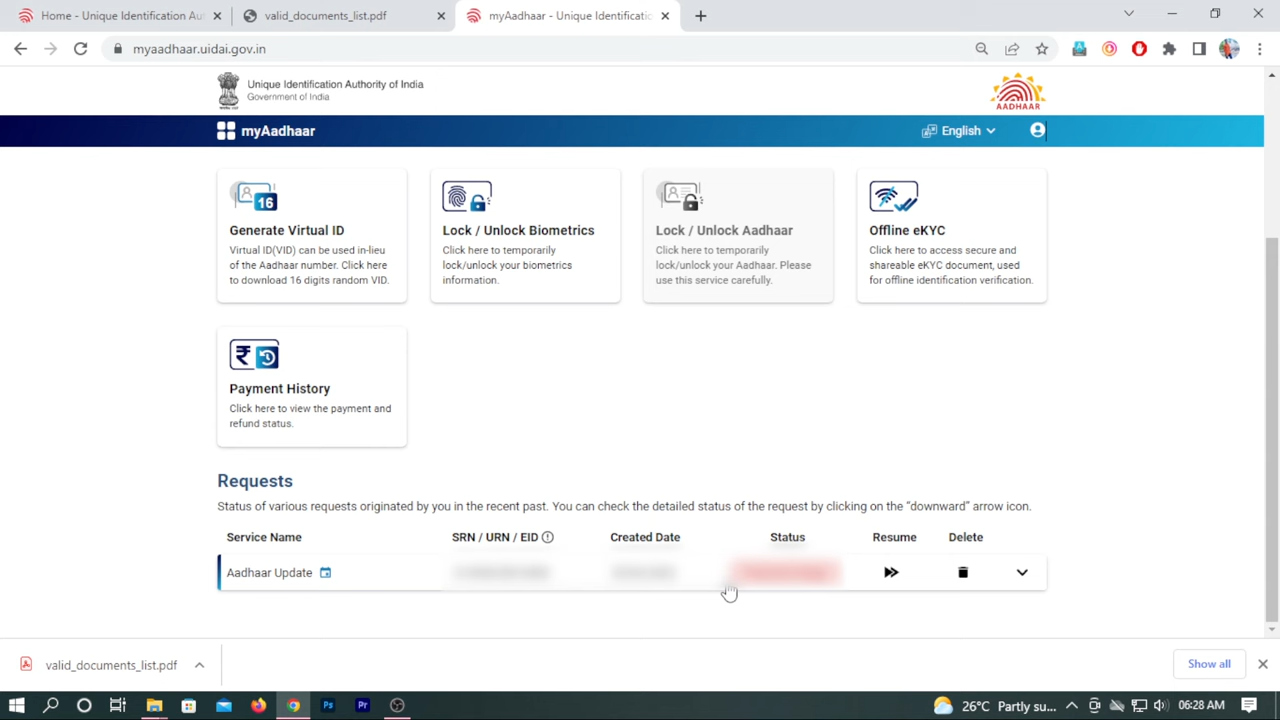 Home - Unique Identification Aut
valid_documents_list.pdf
myAadhaar - Unique Identificatio
myaadhaar.uidai.gov.in
Unique Identification Authority of India
Government of India
AADHAAR
myAadhaar
English
16
Generate Virtual ID
Virtual ID(VID) can be used in-lieu
of the Aadhaar number. Click here
to download 16 digits random VID.
Lock / Unlock Biometrics
Click here to temporarily
lock/unlock your biometrics
information.
Lock / Unlock Aadhaar
Click here to temporarily
lock/unlock your Aadhaar. Please
use this service carefully.
Offline eKYC
Click here to access secure and
shareable eKYC document, used
for offline identification verification.
₹
Payment History
Click here to view the payment and
refund status.
Requests
Status of various requests originated by you in the recent past. You can check the detailed status of the request by clicking on the “downward” arrow icon.
Service Name SRN / URN / EID Created Date Status Resume Delete
Aadhaar Update
valid_documents_list.pdf
Show all
Ps
Pr
26°C Partly su...
06:28 AM